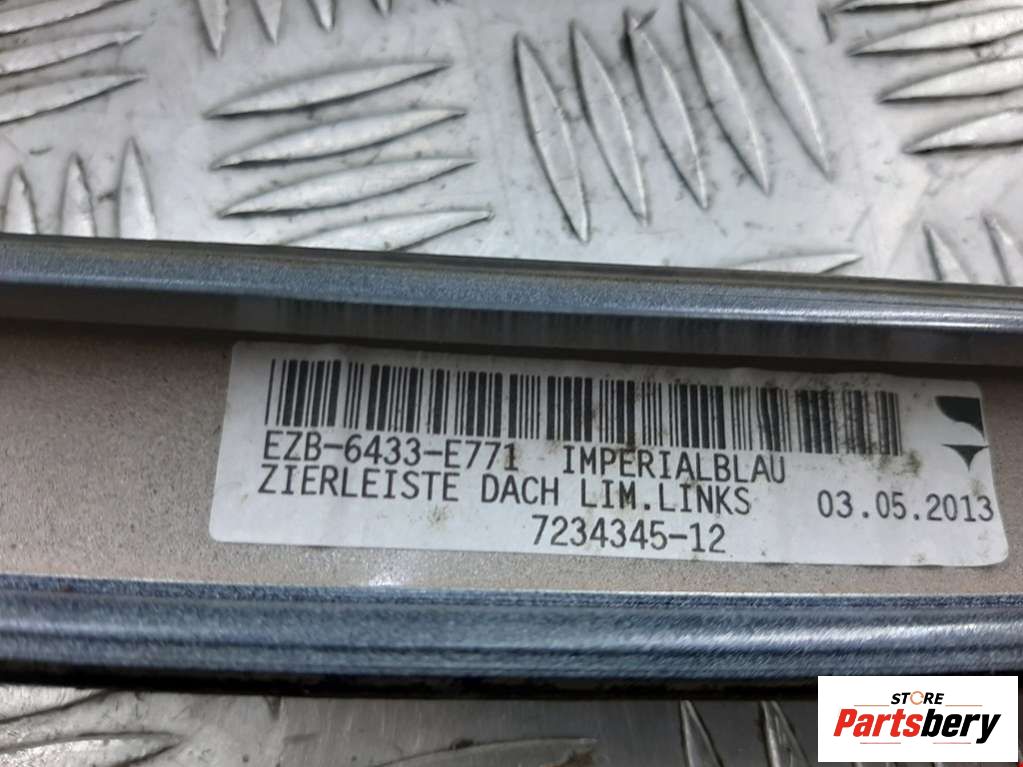 EZB-6433-E771 IMPERIALBLAU
ZIERLEISTE DACH LIM.LINKS 03.05.2013
7234345-12
STORE
Partsbery